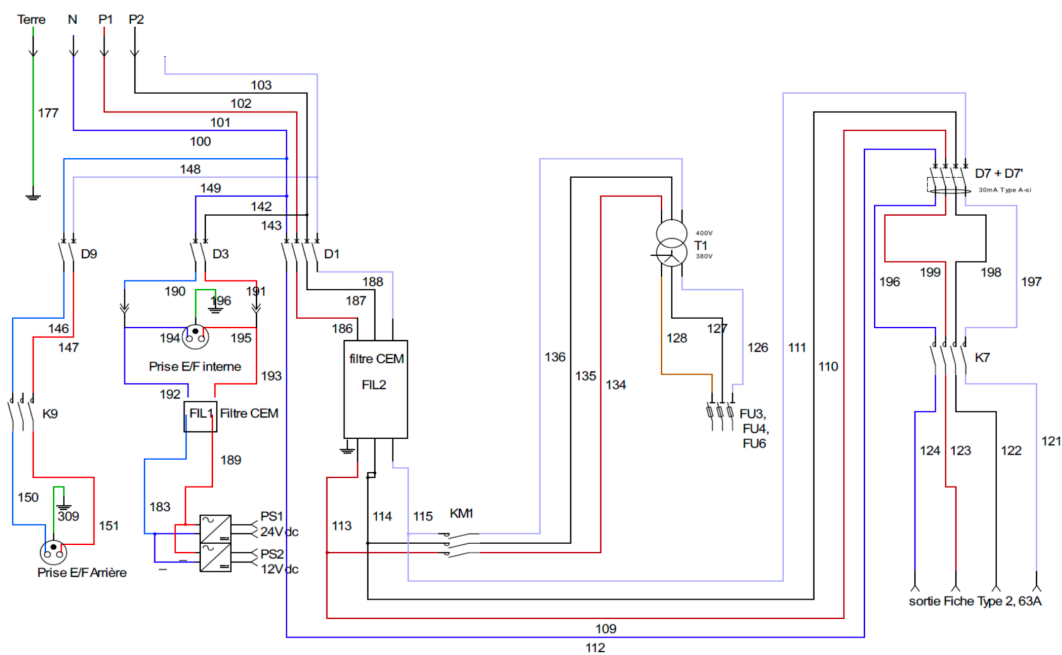 Terre N P1 P2
103
102
177
101
100
148
149
142
143
D9
D3
D1
190
196
191
188
187
186
146
147
194
195
Prise E/F interne
193
192
filtre CEM
FIL2
K9
FIL1 Filtre CEM
189
150
309
151
183
Prise E/F Arrière
PS1
24V dc
PS2
12V dc
113
114
115
KM1
136
135
134
400V
T1
380V
128
127
126
FU3,
FU4,
FU6
111
110
D7 + D7'
30mA Type A-si
196
199
198
197
K7
124
123
122
121
sortie Fiche Type 2, 63A
109
112